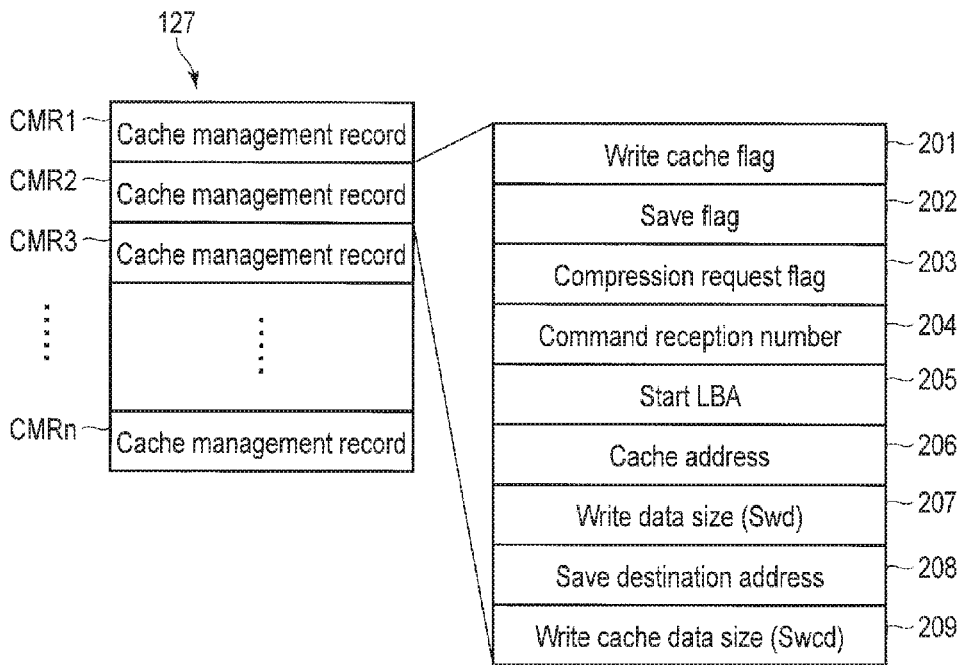 127
CMR1 Cache management record
CMR2 Cache management record
CMR3 Cache management record
CMRn Cache management record
Write cache flag 201
Save flag 202
Compression request flag 203
Command reception number 204
Start LBA 205
Cache address 206
Write data size (Swd) 207
Save destination address 208
Write cache data size (Swcd) 209